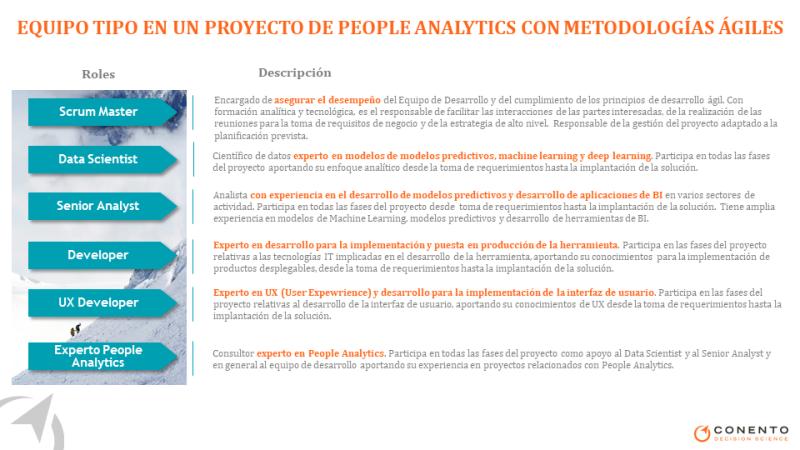 EQUIPO TIPO EN UN PROYECTO DE PEOPLE ANALYTICS CON METODOLOGÍAS ÁGILES
Roles
Descripción
Scrum Master
Encargado de asegurar el desempeño del Equipo de Desarrollo y del cumplimiento de los principios de desarrollo ágil. Con
formación analítica y tecnológica, es el responsable de facilitar las interacciones de las partes interesadas, de la realización de las
reuniones para la toma de requisitos de negocio y de la estrategia de alto nivel. Responsable de la gestión del proyecto adaptado a la
planificación prevista.
Data Scientist
Científico de datos experto en modelos de modelos predictivos, machine learning y deep learning. Participa en todas las fases
del proyecto aportando su enfoque analítico desde la toma de requerimientos hasta la implantación de la solución.
Senior Analyst
Analista con experiencia en el desarrollo de modelos predictivos y desarrollo de aplicaciones de BI en varios sectores de
actividad. Participa en todas las fases del proyecto desde toma de requerimientos hasta la implantación de la solución. Tiene amplia
experiencia en modelos de Machine Learning, modelos predictivos y desarrollo de herramientas de BI.
Developer
Experto en desarrollo para la implementación y puesta en producción de la herramienta. Participa en las fases del proyecto
relativas a las tecnologías IT implicadas en el desarrollo de la herramienta, aportando su conocimientos para la implementación de
productos desplegables, desde la toma de requerimientos hasta la implantación de la solución.
UX Developer
Experto en UX (User Expewrience) y desarrollo para la implementación de la interfaz de usuario. Participa en las fases del
proyecto relativas al desarrollo de la interfaz de usuario, aportando su conocimientos de UX desde la toma de requerimientos hasta la
implantación de la solución.
Experto People
Analytics
Consultor experto en People Analytics. Participa en todas las fases del proyecto como apoyo al Data Scientist y al Senior Analyst y
en general al equipo de desarrollo aportando su experiencia en proyectos relacionados con People Analytics.
CONENTO
DECISION SCIENCE